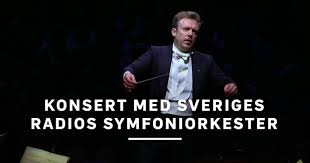 KONSERT MED SVERIGES
RADIOS SYMFONIORKESTER